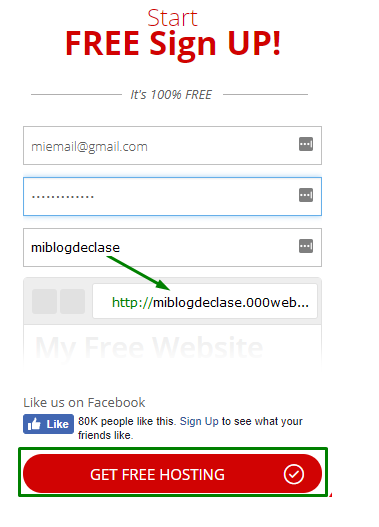 Start
FREE Sign UP!
It's 100% FREE
miemail@gmail.com
•••••••••••••
miblogdeclase
http://miblogdeclase.000web...
My Free Website
Like us on Facebook
Like
80K people like this. Sign Up to see what your
friends like.
GET FREE HOSTING